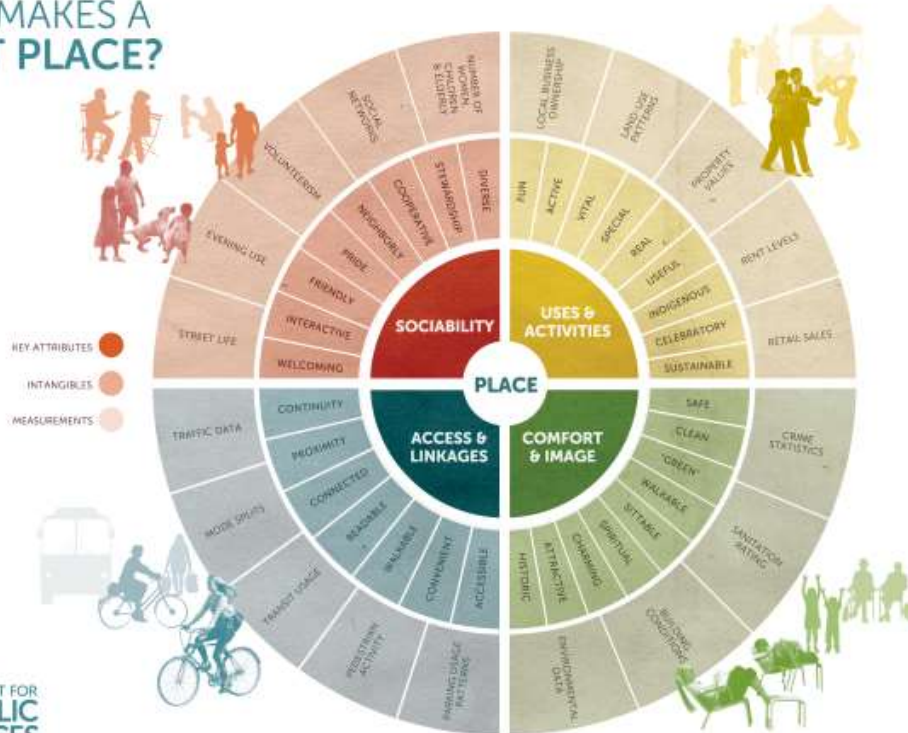 MAKES A
PLACE?
NUMBER OF
WOMEN,
CHILDREN
& ELDERLY
SOCIAL
NETWORKS
VOLUNTEERISM
EVENING USE
STREET LIFE
DIVERSE
STEWARDSHIP
COOPERATIVE
NEIGHBORLY
PRIDE
FRIENDLY
INTERACTIVE
WELCOMING
SOCIABILITY
LOCAL BUSINESS
OWNERSHIP
LAND-USE
PATTERNS
PROPERTY
VALUES
RENT LEVELS
RETAIL SALES
FUN
ACTIVE
VITAL
SPECIAL
REAL
USEFUL
INDIGENOUS
CELEBRATORY
SUSTAINABLE
USES &
ACTIVITIES
PLACE
KEY ATTRIBUTES
INTANGIBLES
MEASUREMENTS
ACCESS &
LINKAGES
CONTINUITY
PROXIMITY
CONNECTED
READABLE
WALKABLE
CONVENIENT
ACCESSIBLE
TRAFFIC DATA
MODE SPLITS
TRANSIT USAGE
PEDESTRIAN
ACTIVITY
PARKING USAGE
PATTERNS
COMFORT
& IMAGE
SAFE
CLEAN
"GREEN"
WALKABLE
SITTABLE
SPIRITUAL
CHARMING
ATTRACTIVE
HISTORIC
CRIME
STATISTICS
SANITATION
RATING
BUILDING
CONDITIONS
ENVIRONMENTAL
DATA
T FOR
LIC